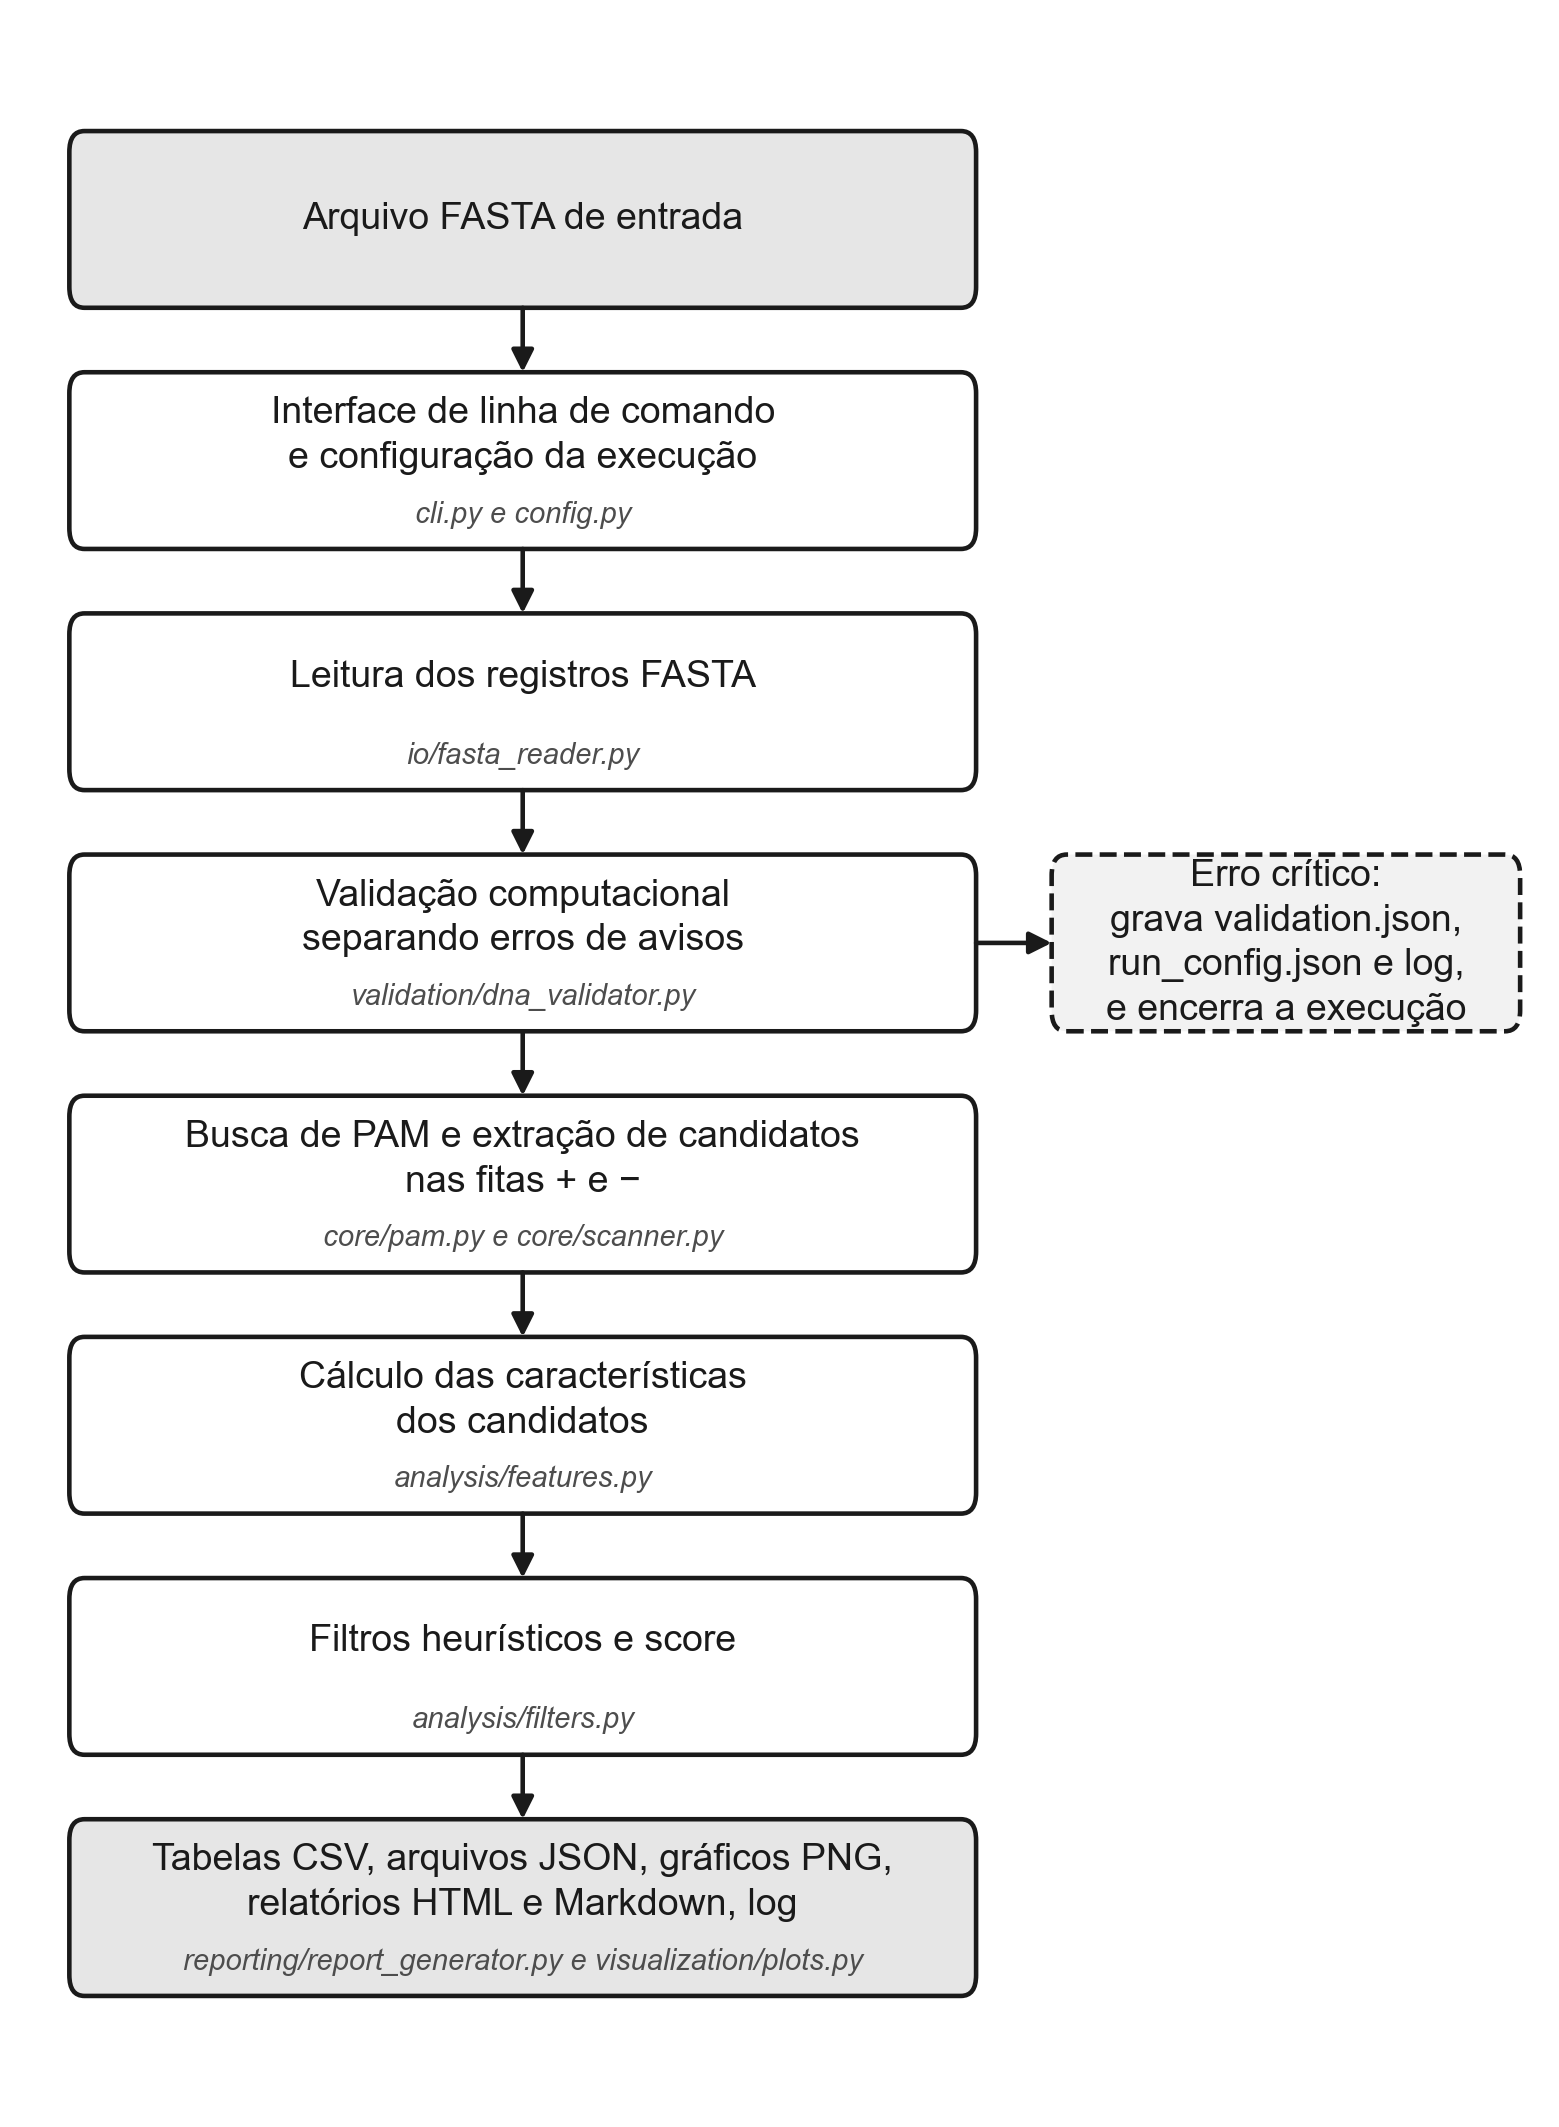 Arquivo FASTA de entrada
Interface de linha de comando
e configuração da execução
cli.py e config.py
Leitura dos registros FASTA
io/fasta_reader.py
Validação computacional
separando erros de avisos
validation/dna_validator.py
Erro crítico:
grava validation.json,
run_config.json e log,
e encerra a execução
Busca de PAM e extração de candidatos
nas fitas + e −
core/pam.py e core/scanner.py
Cálculo das características
dos candidatos
analysis/features.py
Filtros heurísticos e score
analysis/filters.py
Tabelas CSV, arquivos JSON, gráficos PNG,
relatórios HTML e Markdown, log
reporting/report_generator.py e visualization/plots.py